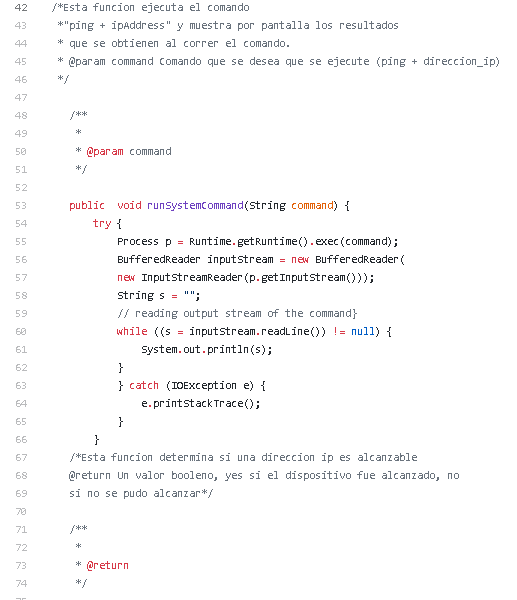 42 /*Esta funcion ejecuta el comando
43 *"ping + ipAddress" y muestra por pantalla los resultados
44 * que se obtienen al correr el comando.
45 * @param command Comando que se desea que se ejecute (ping + direccion_ip)
46 */
47
48 /**
49 *
50 * @param command
51 */
52
53 public  void runSystemCommand(String command) {
54 try {
55 Process p = Runtime.getRuntime().exec(command);
56 BufferedReader inputStream = new BufferedReader(
57 new InputStreamReader(p.getInputStream()));
58 String s = "";
59 // reading output stream of the command}
60 while ((s = inputStream.readLine()) != null) {
61 System.out.println(s);
62 }
63 } catch (IOException e) {
64 e.printStackTrace();
65 }
66 }
67 /*Esta funcion determina si una direccion ip es alcanzable
68 @return Un valor booleno, yes si el dispositivo fue alcanzado, no
69 si no se pudo alcanzar*/
70
71 /**
72 *
73 * @return
74 */